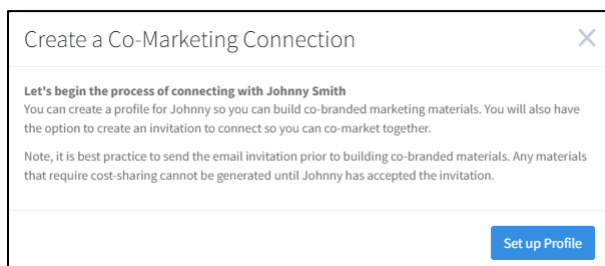 Create a Co-Marketing Connection
Let's begin the process of connecting with Johnny Smith
You can create a profile for Johnny so you can build co-branded marketing materials. You will also have
the option to create an invitation to connect so you can co-market together.
Note, it is best practice to send the email invitation prior to building co-branded materials. Any materials
that require cost-sharing cannot be generated until Johnny has accepted the invitation.
Set up Profile